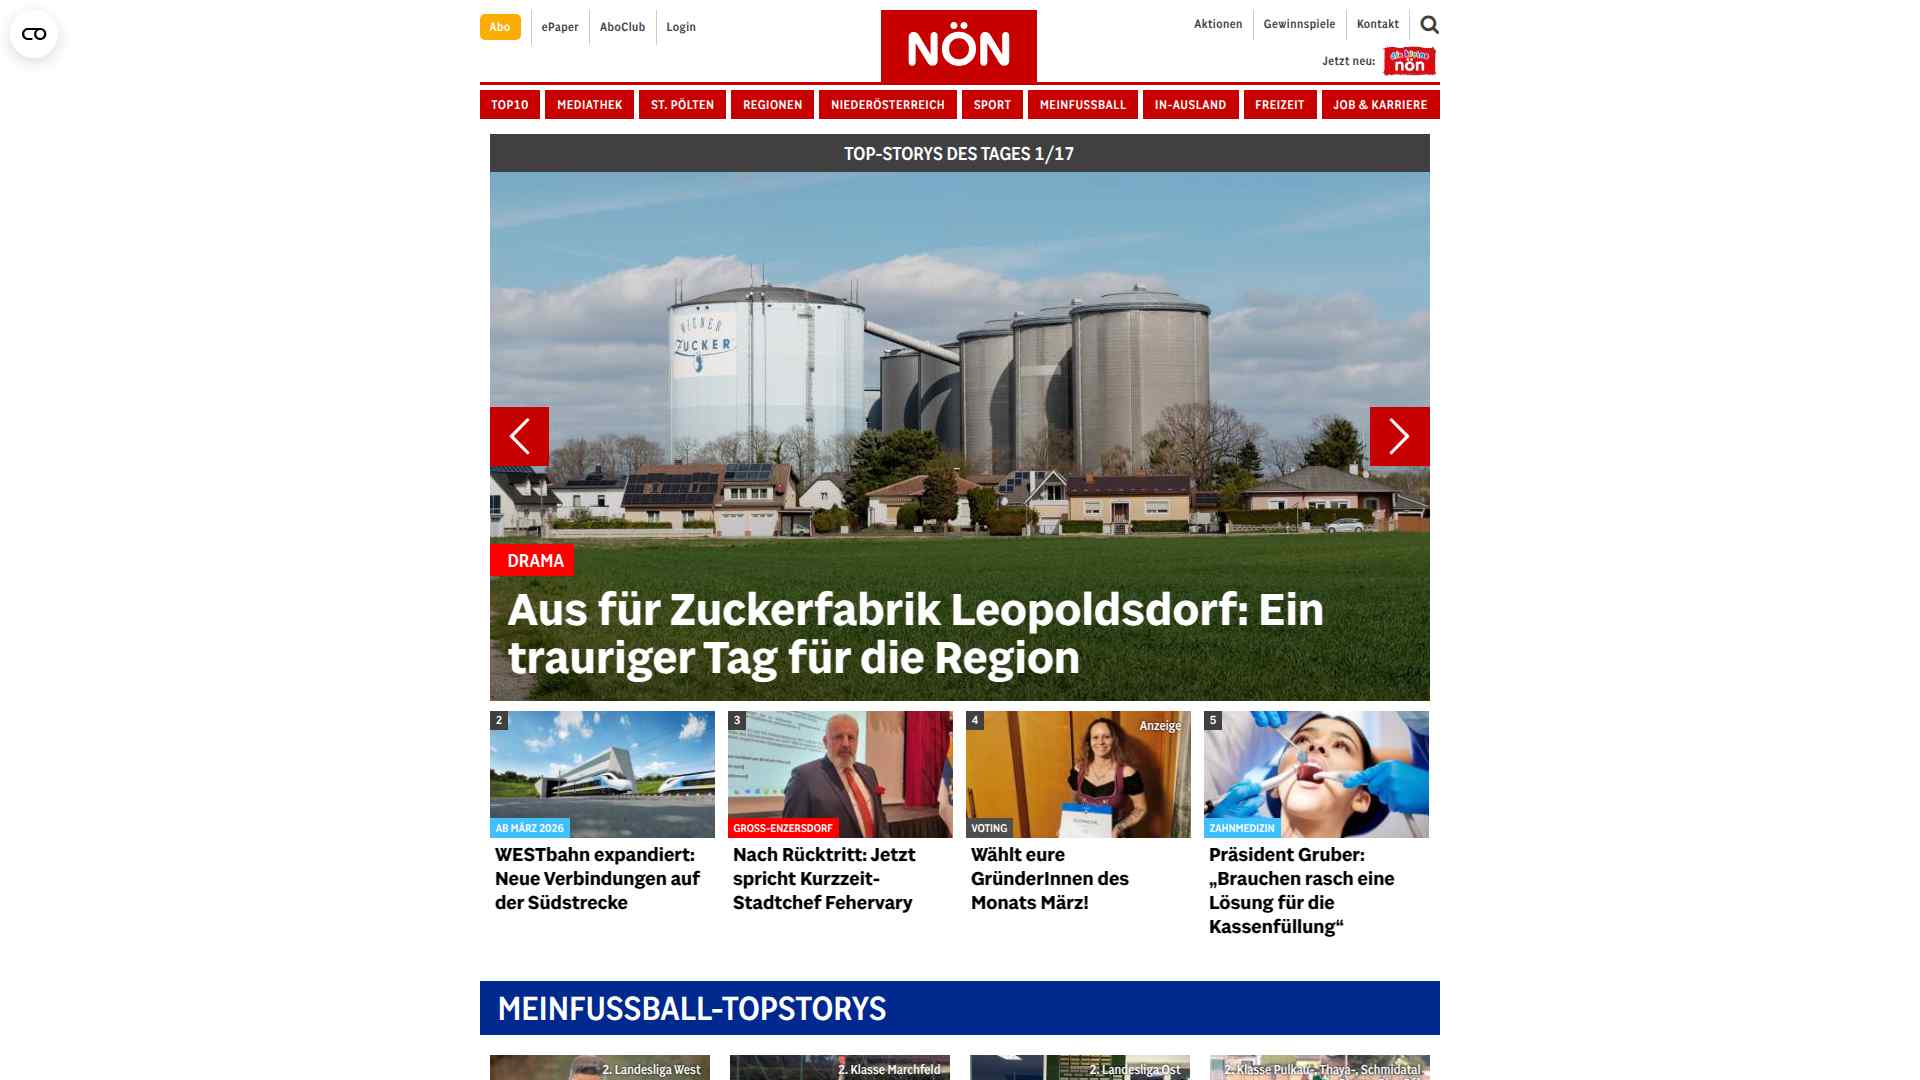 Abo
ePaper
AboClub
Login
NÖN
Aktionen
Gewinnspiele
Kontakt
Jetzt neu:
die kleine
nön
TOP10
MEDIATHEK
ST. PÖLTEN
REGIONEN
NIEDERÖSTERREICH
SPORT
MEINFUSSBALL
IN-AUSLAND
FREIZEIT
JOB & KARRIERE
TOP-STORYS DES TAGES 1/17
WIENER
ZUCKER
DRAMA
Aus für Zuckerfabrik Leopoldsdorf: Ein
trauriger Tag für die Region
2
AB MÄRZ 2026
WESTbahn expandiert:
Neue Verbindungen auf
der Südstrecke
3
GROSS-ENZERSDORF
Nach Rücktritt: Jetzt
spricht Kurzzeit-
Stadtchef Fehervary
4
Anzeige
VOTING
Wählt eure
GründerInnen des
Monats März!
5
ZAHNMEDIZIN
Präsident Gruber:
„Brauchen rasch eine
Lösung für die
Kassenfüllung“
MEINFUSSBALL-TOPSTORYS
2. Landesliga West
2. Klasse Marchfeld
2. Landesliga Ost
2. Klasse Pulkau-, Thaya-, Schmidatal